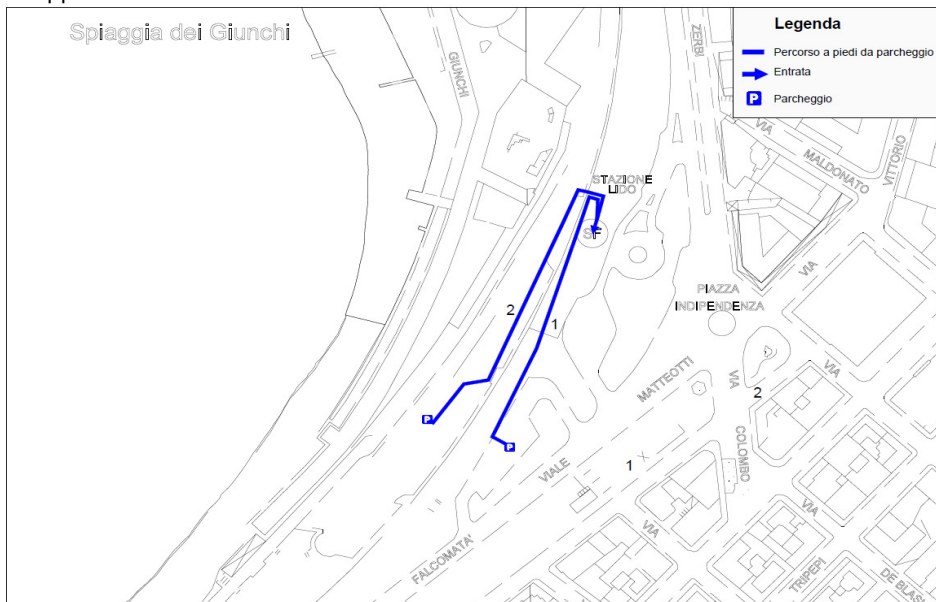 Spiaggia dei Giunchi
Legenda
Percorso a piedi da parcheggio
Entrata
P Parcheggio
GIUNCHI
ZERBI
VIA
MALDONATO
VITTORIO
STAZIONE
LIDO
SF
VIA
PIAZZA
INDIPENDENZA
2
1
MATTEOTTI
VIA
VIA
2
P
P
COLOMBO
VIALE
1
VIA
VIA
FALCOMATA'
TRIPEPI
DE BLASI